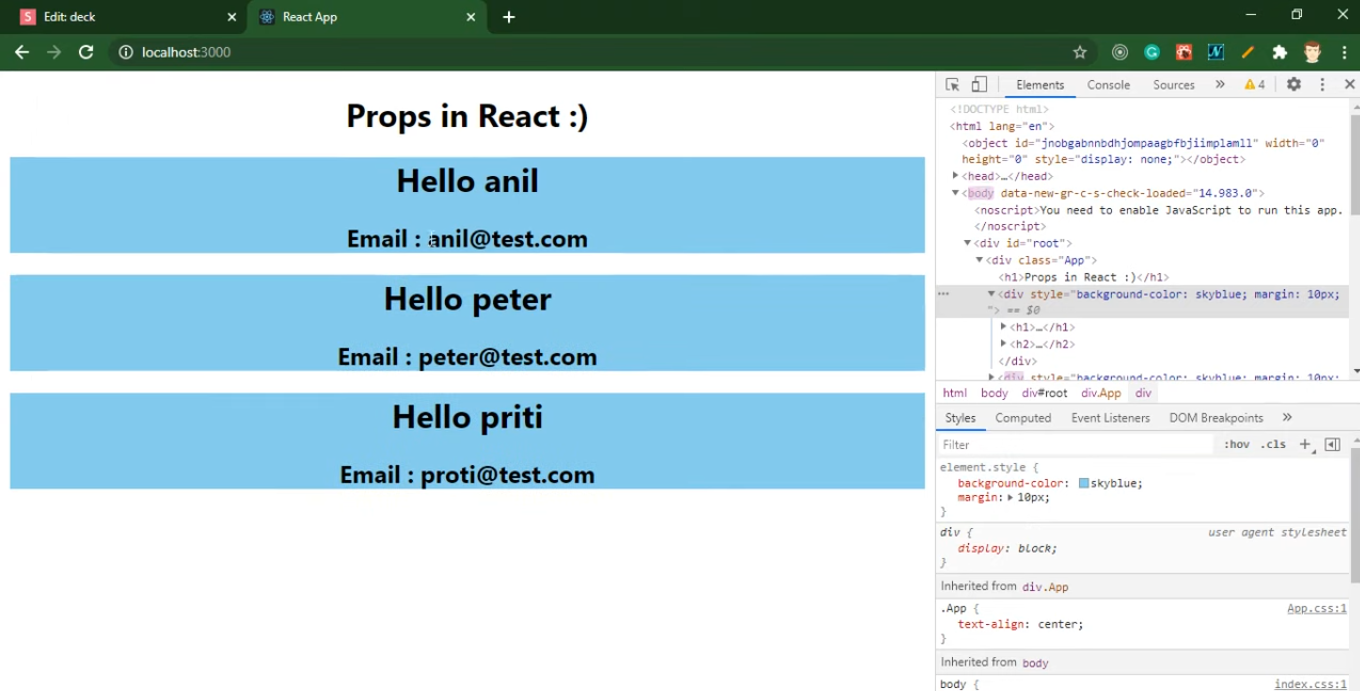 S Edit: deck
React App
localhost:3000
Props in React :)
Hello anil
Email : anil@test.com
Hello peter
Email : peter@test.com
Hello priti
Email : proti@test.com
Elements Console Sources » 4
<!DOCTYPE html>
<html lang="en">
<object id="jnobgabnnbdhjompaagbfbjiimplamll" width="0"
height="0" style="display: none;"></object>
<head>…</head>
<body data-new-gr-c-s-check-loaded="14.983.0">
<noscript>You need to enable JavaScript to run this app.
</noscript>
<div id="root">
<div class="App">
<h1>Props in React :)</h1>
<div style="background-color: skyblue; margin: 10px;
"> == $0
<h1>…</h1>
<h2>…</h2>
</div>
<div style="background-color: skyblue; margin: 10px;
html body div#root div.App div
Styles Computed Event Listeners DOM Breakpoints »
Filter :hov .cls +
element.style {
background-color: skyblue;
margin: 10px;
}
div { user agent stylesheet
display: block;
}
Inherited from div.App
.App { App.css:1
text-align: center;
}
Inherited from body
body { index.css:1